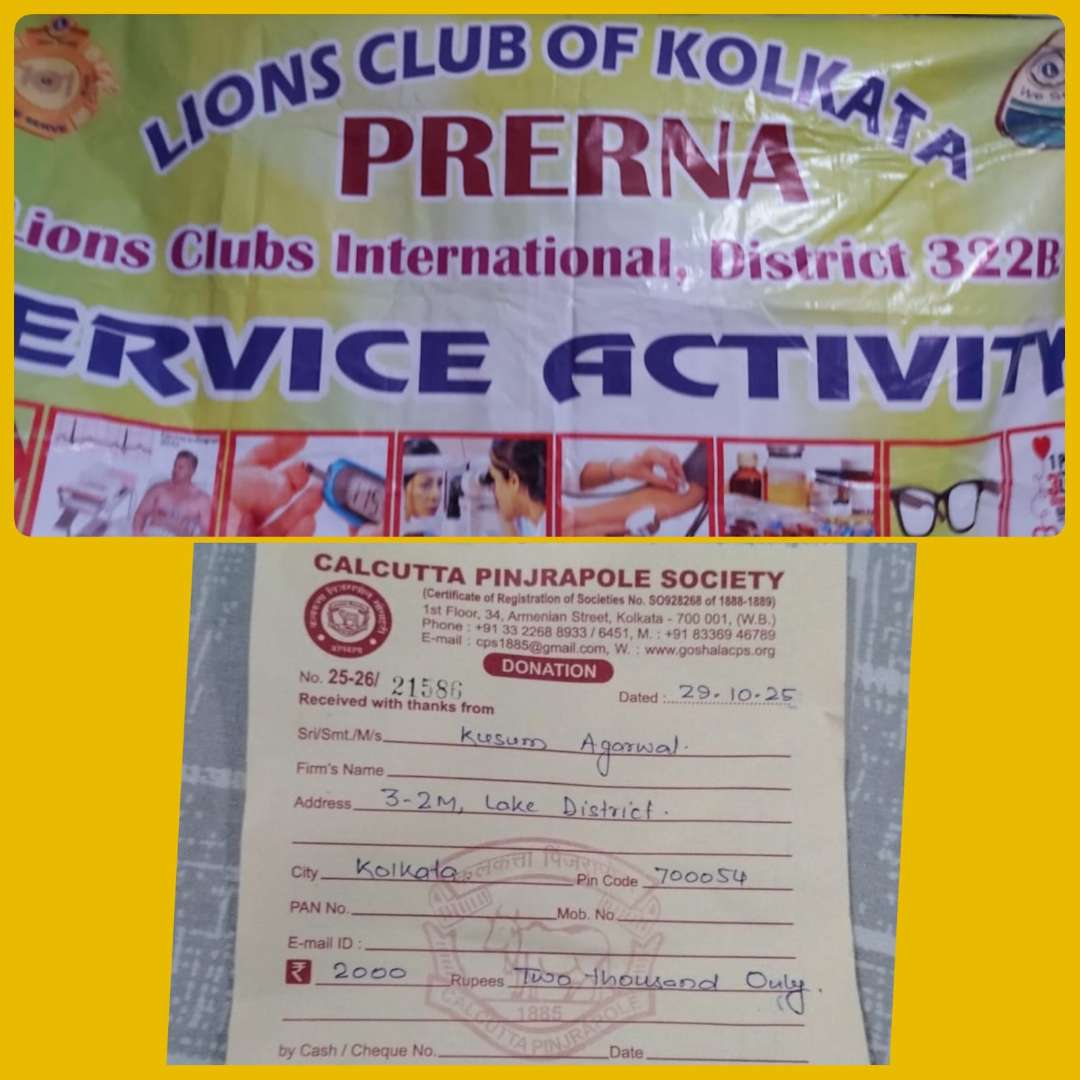 LIONS CLUB OF KOLKATA
PRERNA
Lions Clubs International, District 322B
ERVICE ACTIVITY
CALCUTTA PINJRAPOLE SOCIETY
(Certificate of Registration of Societies No. SO928268 of 1888-1889)
1st Floor, 34, Armenian Street, Kolkata - 700 001, (W.B.)
Phone : +91 33 2268 8933 / 6451, M. : +91 83369 46789
E-mail : cps1885@gmail.com, W. : www.goshalacps.org
DONATION
No. 25-26/ 21586
Dated : 29.10.25
Received with thanks from
Sri/Smt./M/s. Kusum Agarwal.
Firm's Name
Address 3-2M, Lake District.
City Kolkata Pin Code 700054
PAN No. Mob. No.
E-mail ID :
₹ 2000 Rupees Two thousand Only.
1885
CALCUTTA PINJRAPOLE
by Cash / Cheque No. Date